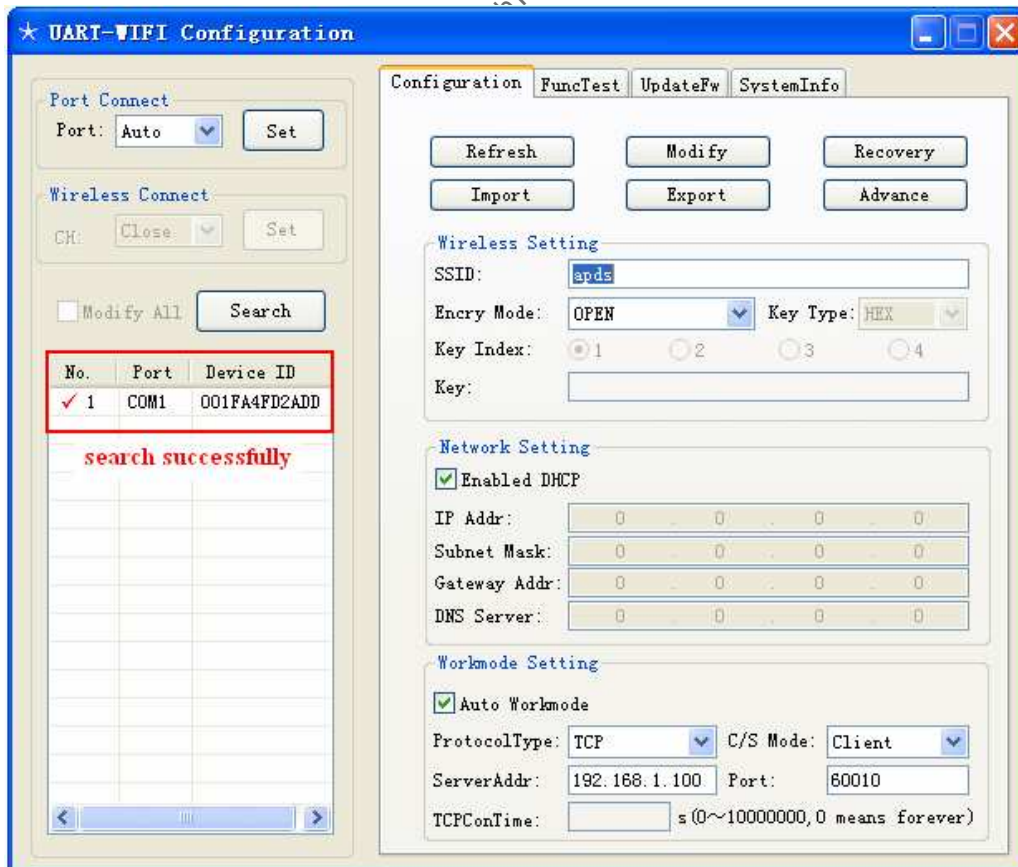 UART-WIFI Configuration
Port Connect
Port: Auto Set
Wireless Connect
CH: Close Set
Modify All Search
No. Port Device ID
1 COM1 001FA4FD2ADD
search successfully
Configuration FuncTest UpdateFw SystemInfo
Refresh Modify Recovery
Import Export Advance
Wireless Setting
SSID: apds
Encry Mode: OPEN Key Type: HEX
Key Index: 1 2 3 4
Key:
Network Setting
Enabled DHCP
IP Addr: 0 . 0 . 0 . 0
Subnet Mask: 0 . 0 . 0 . 0
Gateway Addr: 0 . 0 . 0 . 0
DNS Server: 0 . 0 . 0 . 0
Workmode Setting
Auto Workmode
ProtocolType: TCP C/S Mode: Client
ServerAddr: 192.168.1.100 Port: 60010
TCPConTime: s(0~10000000,0 means forever)